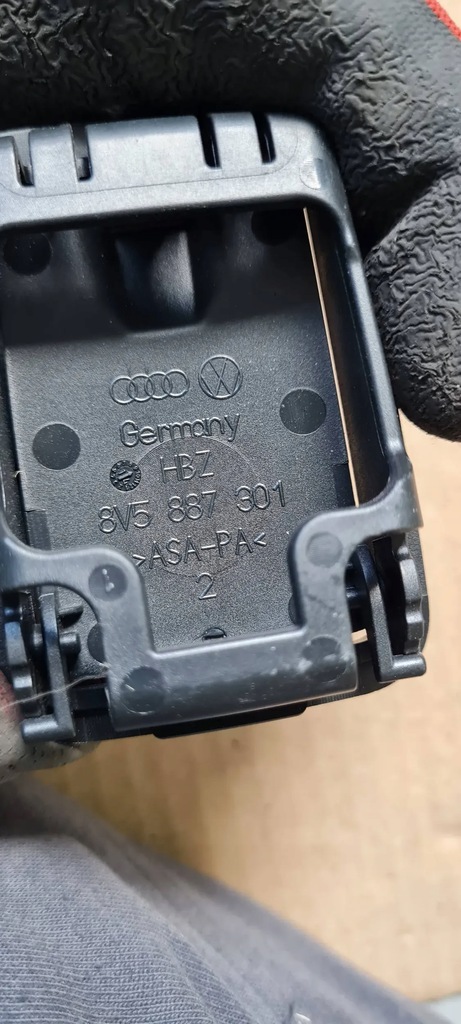 Germany
HBZ
8V5 887 301
>ASA-PA<
2